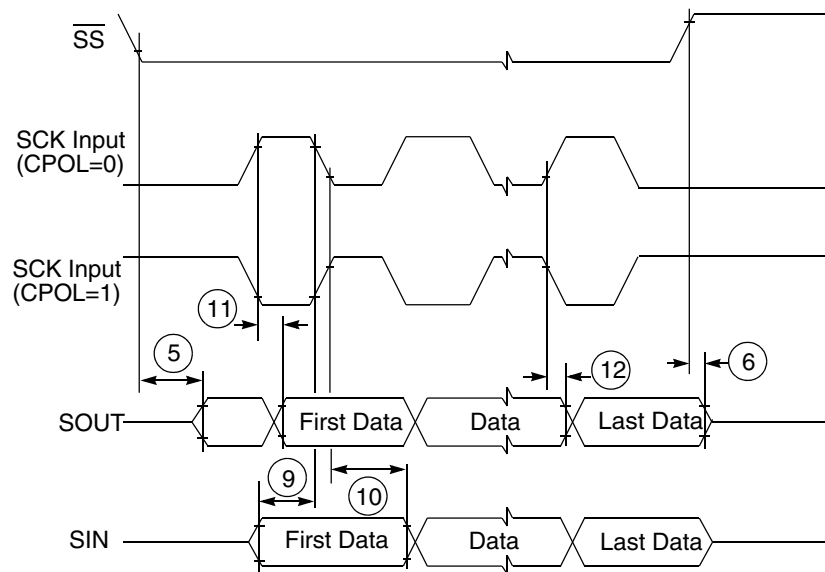 SS
SCK Input
(CPOL=0)
SCK Input
(CPOL=1)
11
5
12
6
SOUT
First Data
Data
Last Data
9
10
SIN
First Data
Data
Last Data